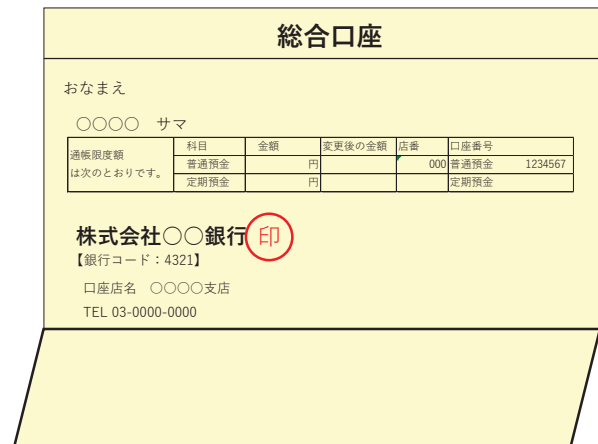 総合口座
おなまえ
○○○○ サマ
通帳限度額
は次のとおりです。
科目 金額 変更後の金額 店番 口座番号
普通預金 円 000 普通預金 1234567
定期預金 円 定期預金
株式会社○○銀行 印
【銀行コード：4321】
口座店名 ○○○○支店
TEL 03-0000-0000